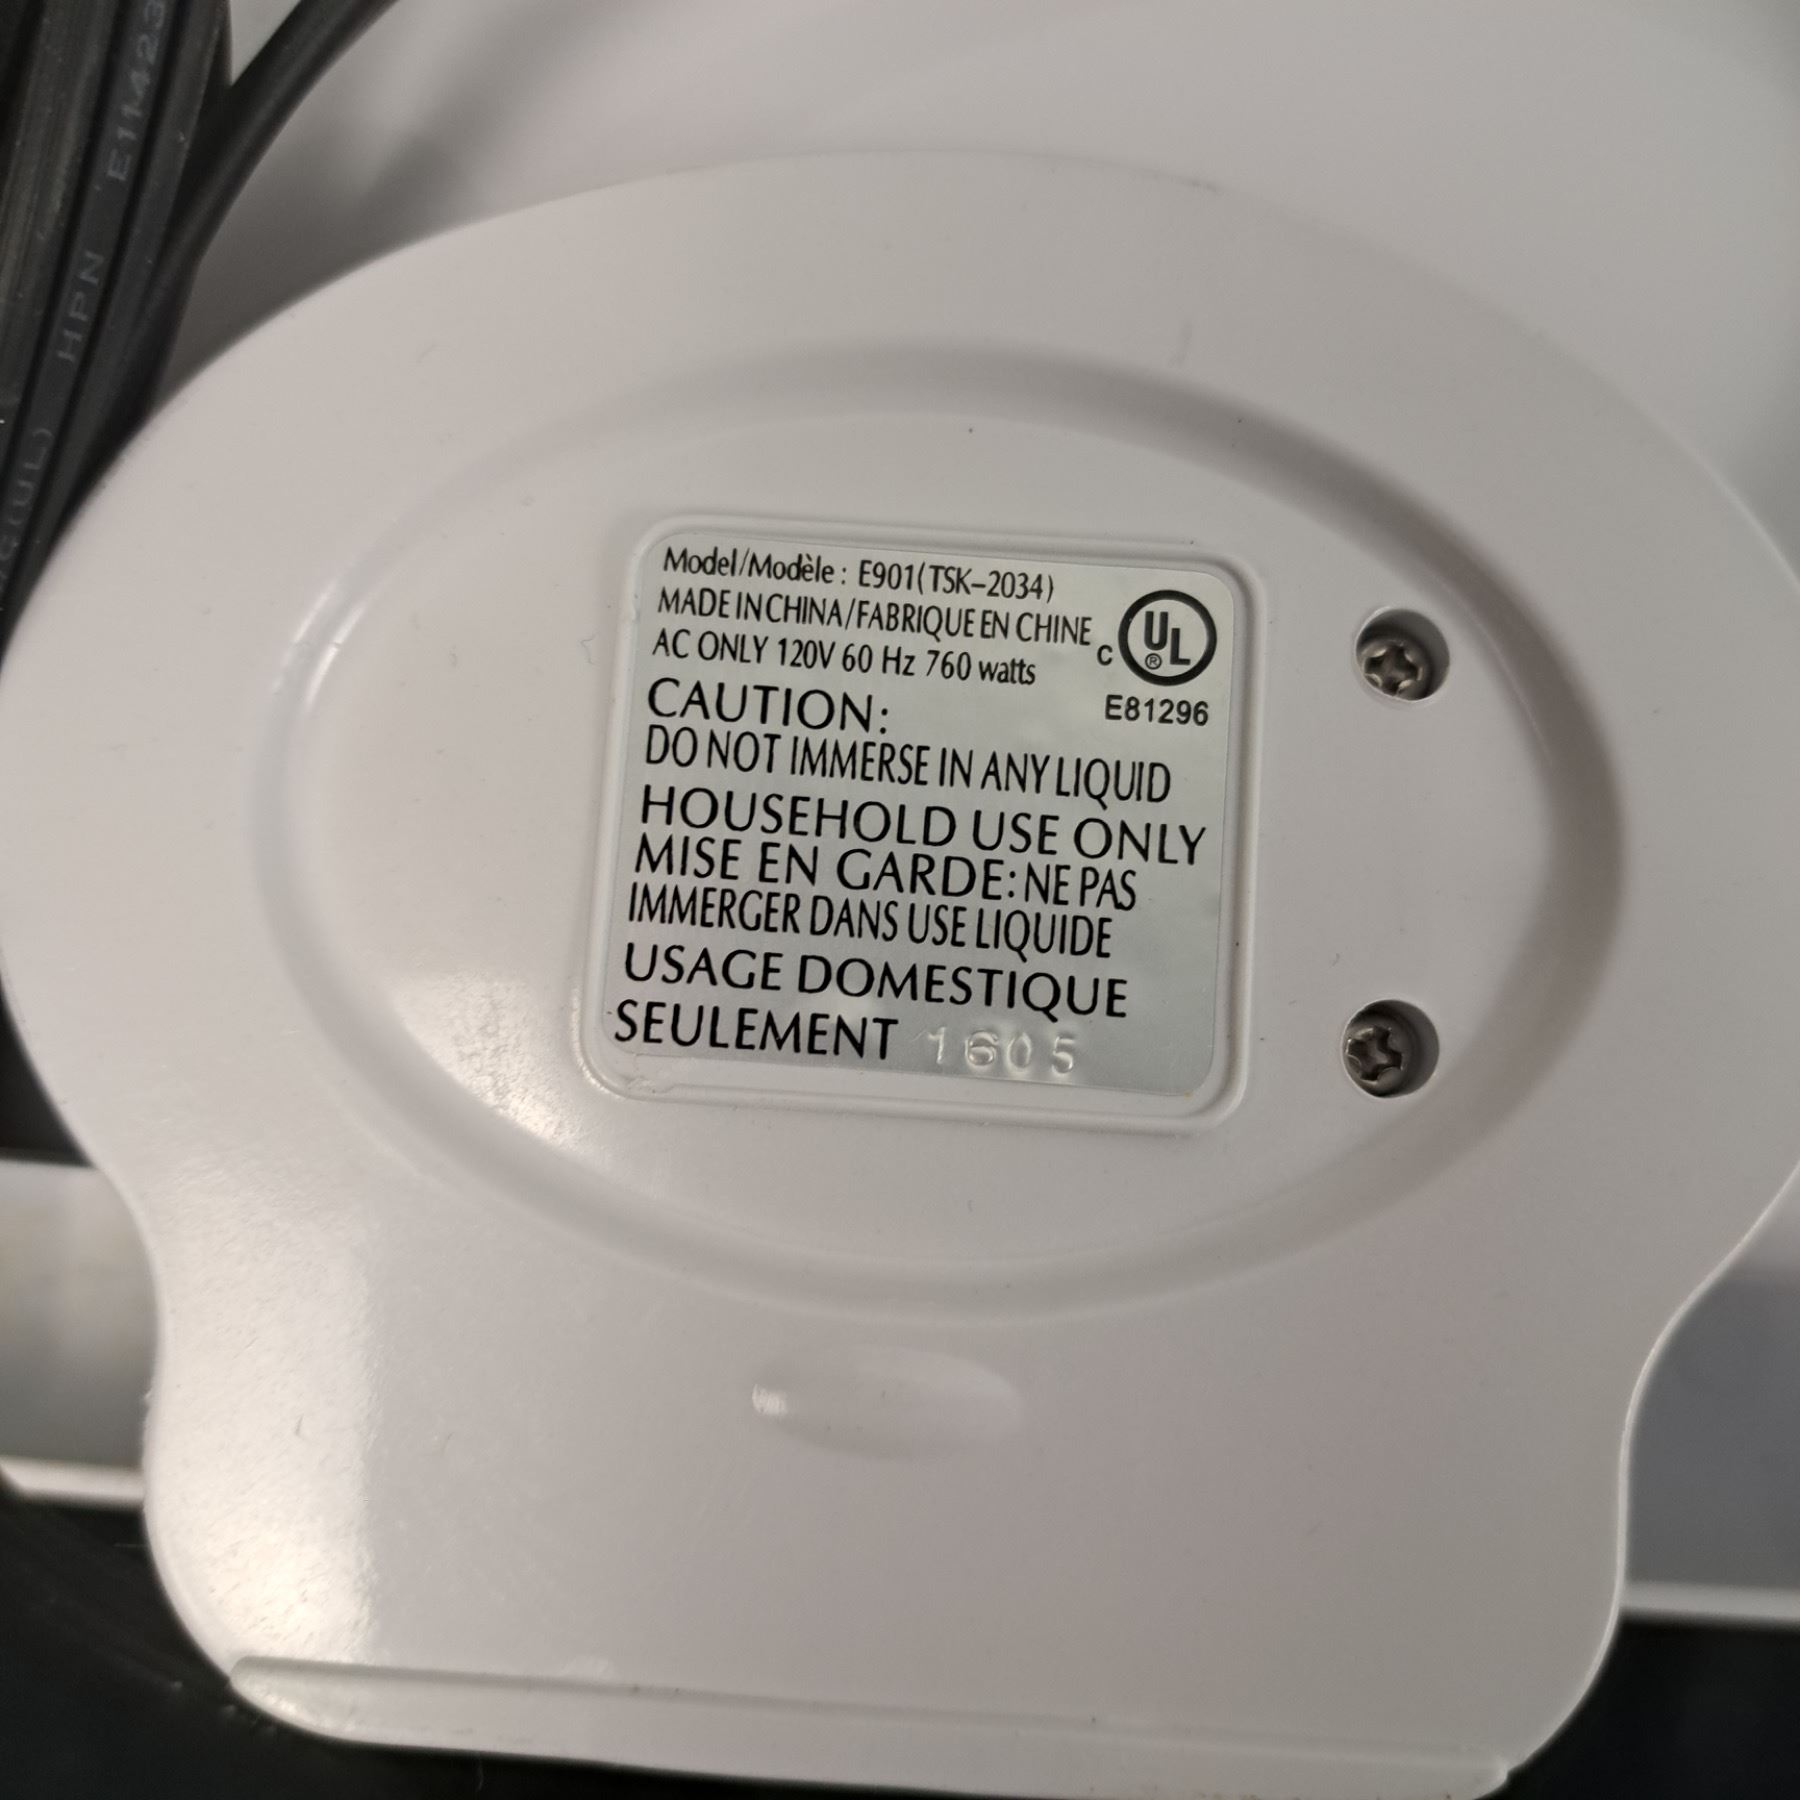 Model/Modèle : E901(TSK-2034)
MADE IN CHINA/FABRIQUE EN CHINE
AC ONLY 120V 60 Hz 760 watts
C UL ®
E81296
CAUTION:
DO NOT IMMERSE IN ANY LIQUID
HOUSEHOLD USE ONLY
MISE EN GARDE: NE PAS
IMMERGER DANS USE LIQUIDE
USAGE DOMESTIQUE
SEULEMENT 1605
(UL) HPN E11423